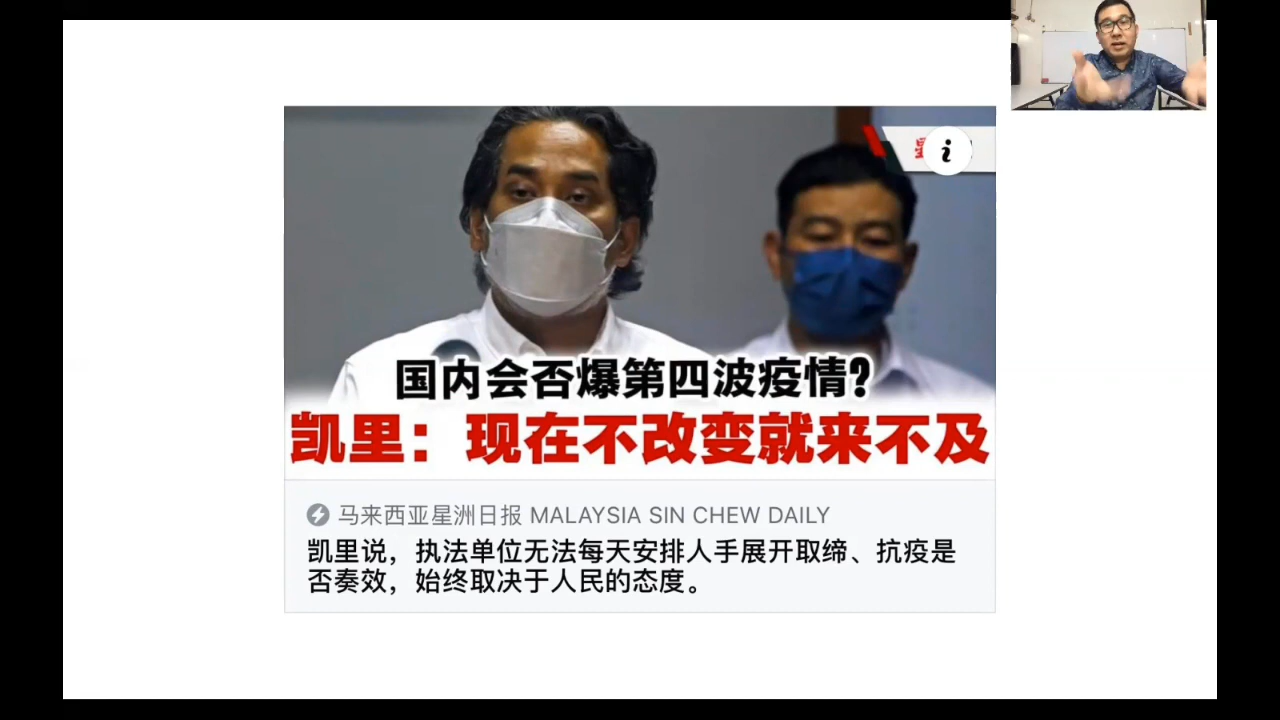 国内会否爆第四波疫情?
凯里：现在不改变就来不及
马来西亚星洲日报 MALAYSIA SIN CHEW DAILY
凯里说，执法单位无法每天安排人手展开取缔、抗疫是
否奏效，始终取决于人民的态度。